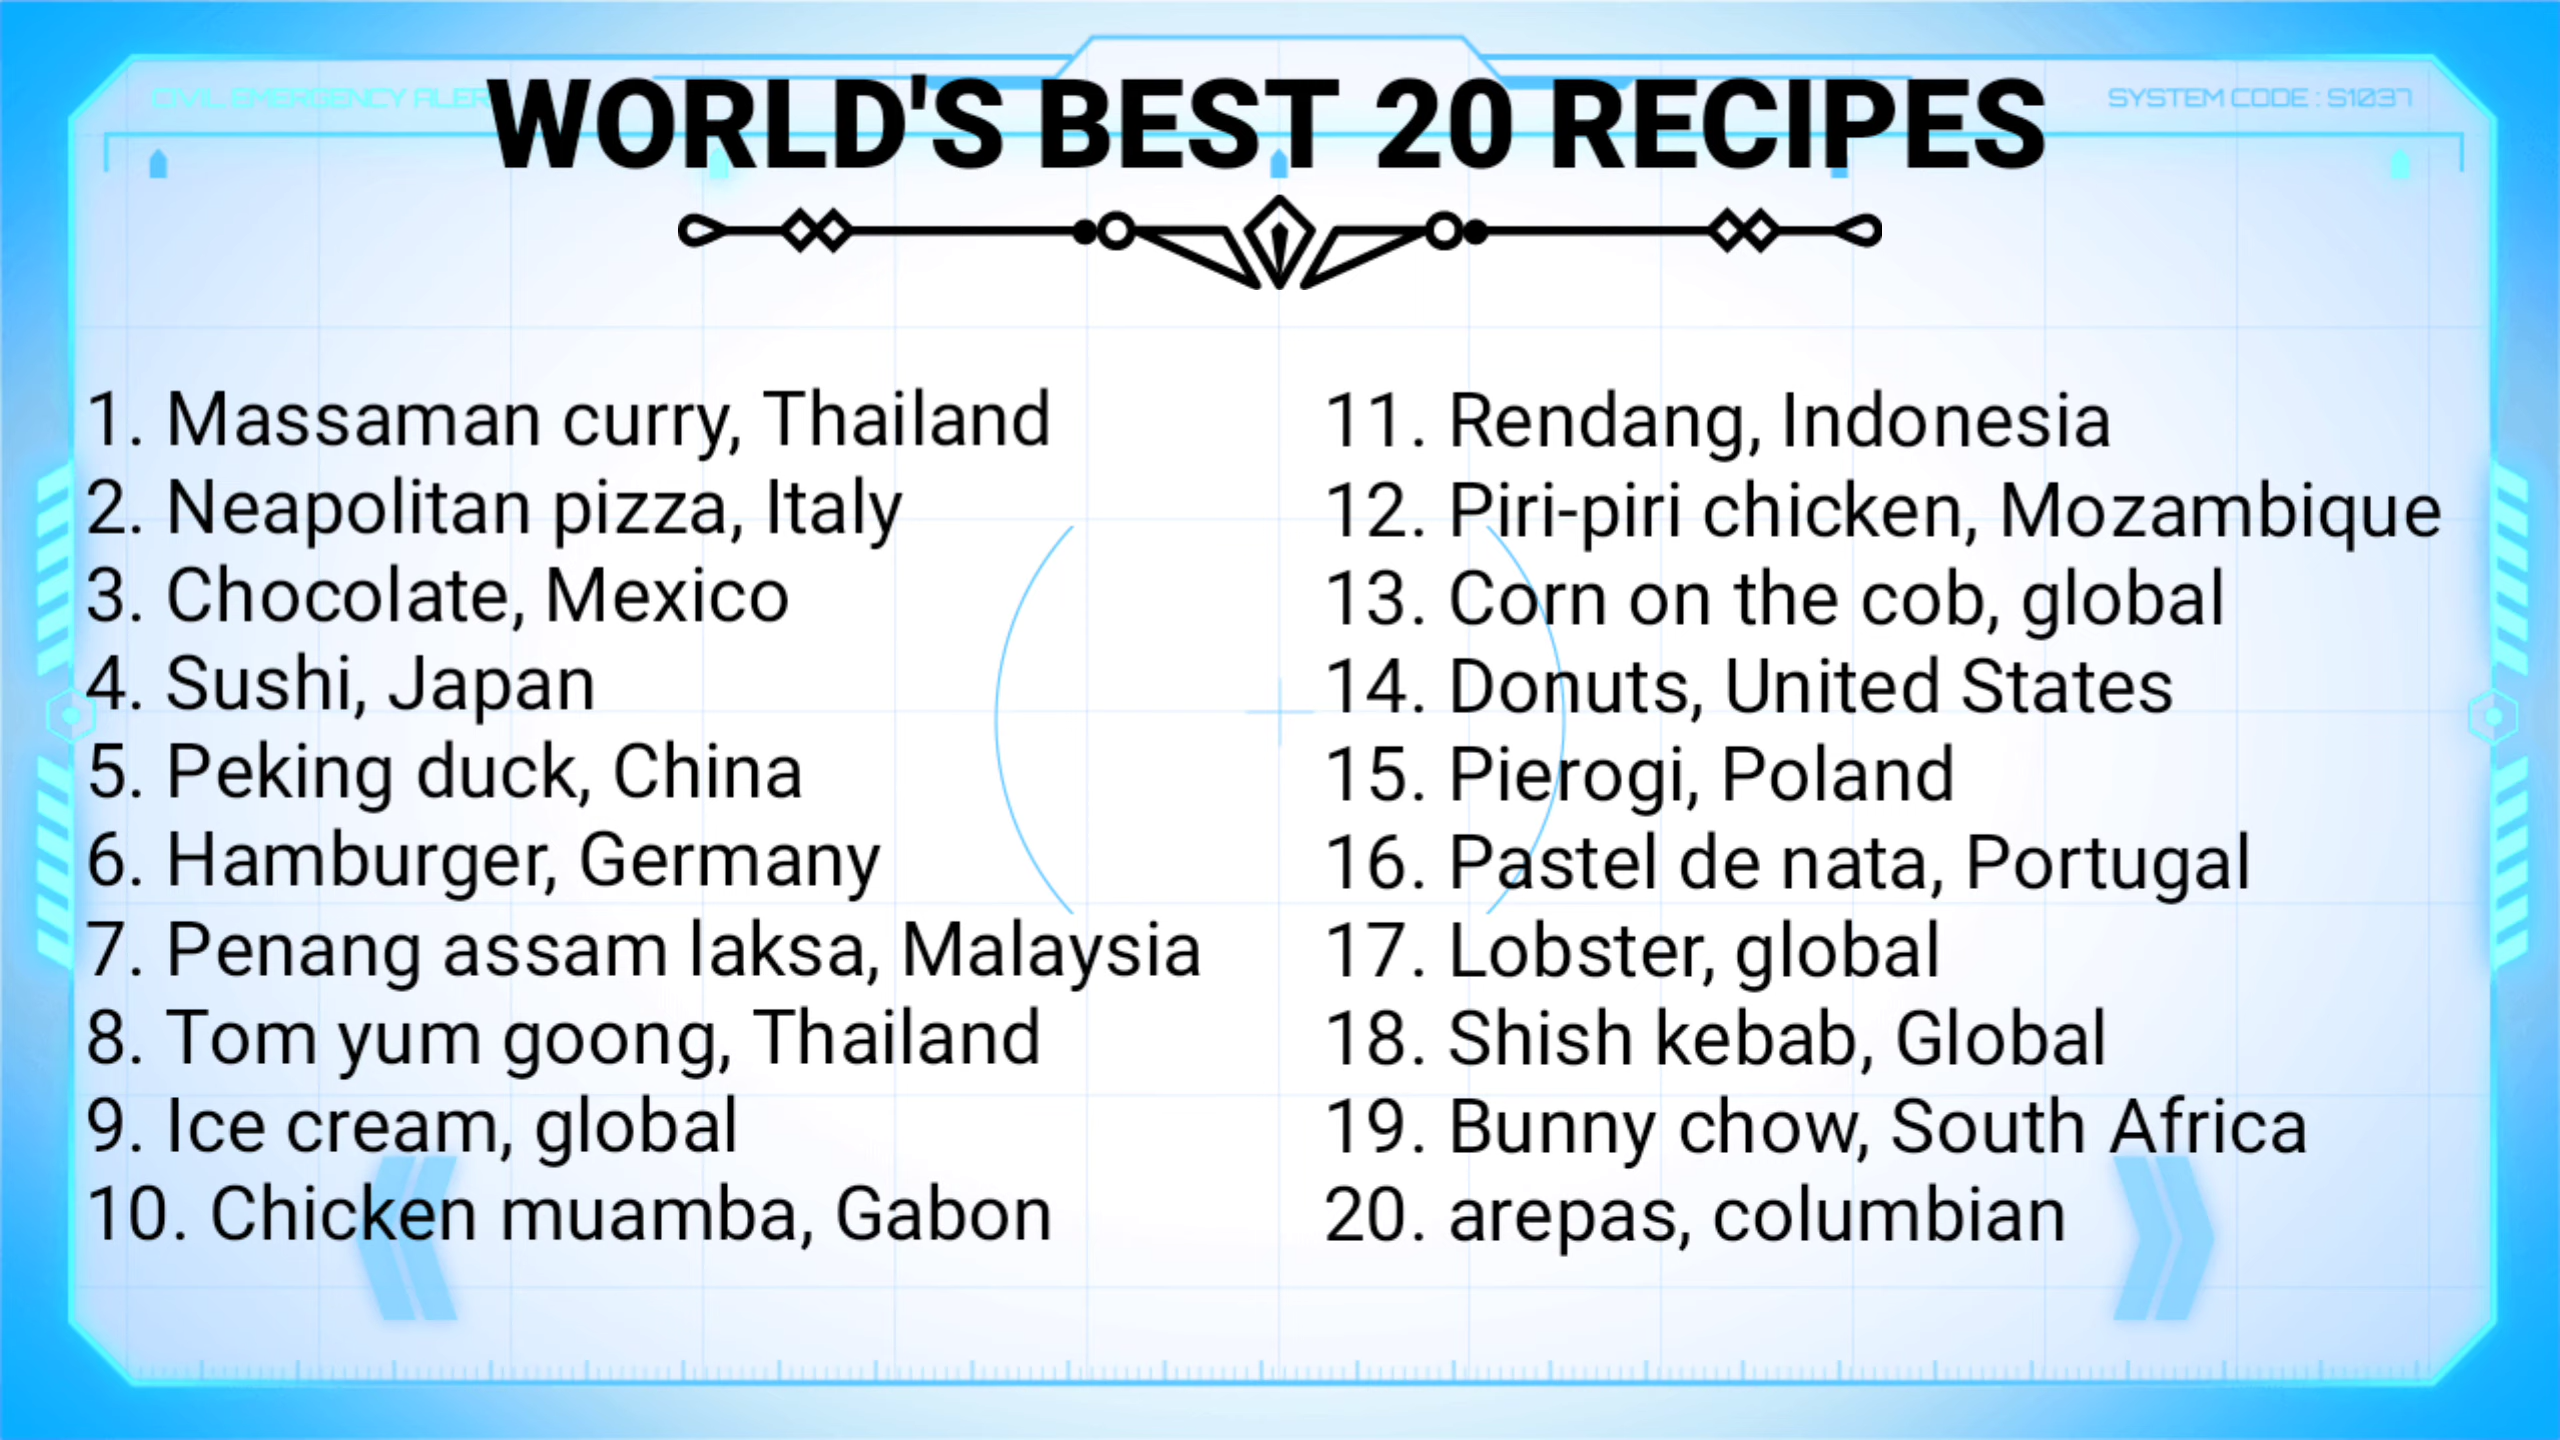 CIVIL EMERGENCY ALER
SYSTEM CODE : S1037
WORLD'S BEST 20 RECIPES
1. Massaman curry, Thailand
2. Neapolitan pizza, Italy
3. Chocolate, Mexico
4. Sushi, Japan
5. Peking duck, China
6. Hamburger, Germany
7. Penang assam laksa, Malaysia
8. Tom yum goong, Thailand
9. Ice cream, global
10. Chicken muamba, Gabon
11. Rendang, Indonesia
12. Piri-piri chicken, Mozambique
13. Corn on the cob, global
14. Donuts, United States
15. Pierogi, Poland
16. Pastel de nata, Portugal
17. Lobster, global
18. Shish kebab, Global
19. Bunny chow, South Africa
20. arepas, columbian